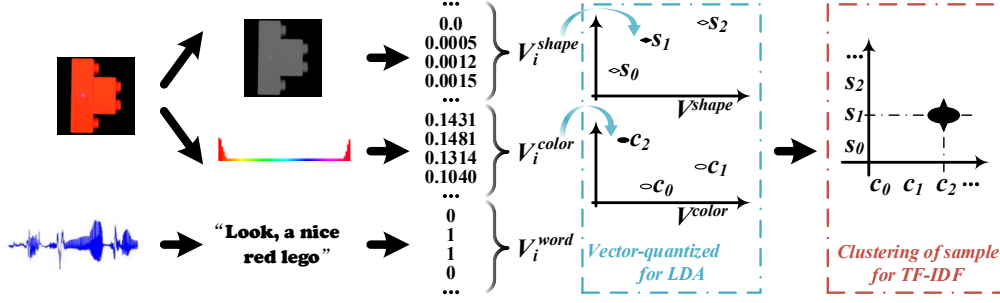 ...
0.0
0.0005
0.0012
0.0015
...
0.1431
0.1481
0.1314
0.1040
...
0
1
1
0
...
V_i^shape
V_i^color
V_i^word
“Look, a nice
red lego”
s_2
s_1
s_0
V^shape
c_2
c_1
c_0
V^color
Vector-quantized
for LDA
...
s_2
s_1
s_0
c_0 c_1 c_2 ...
Clustering of sample
for TF-IDF